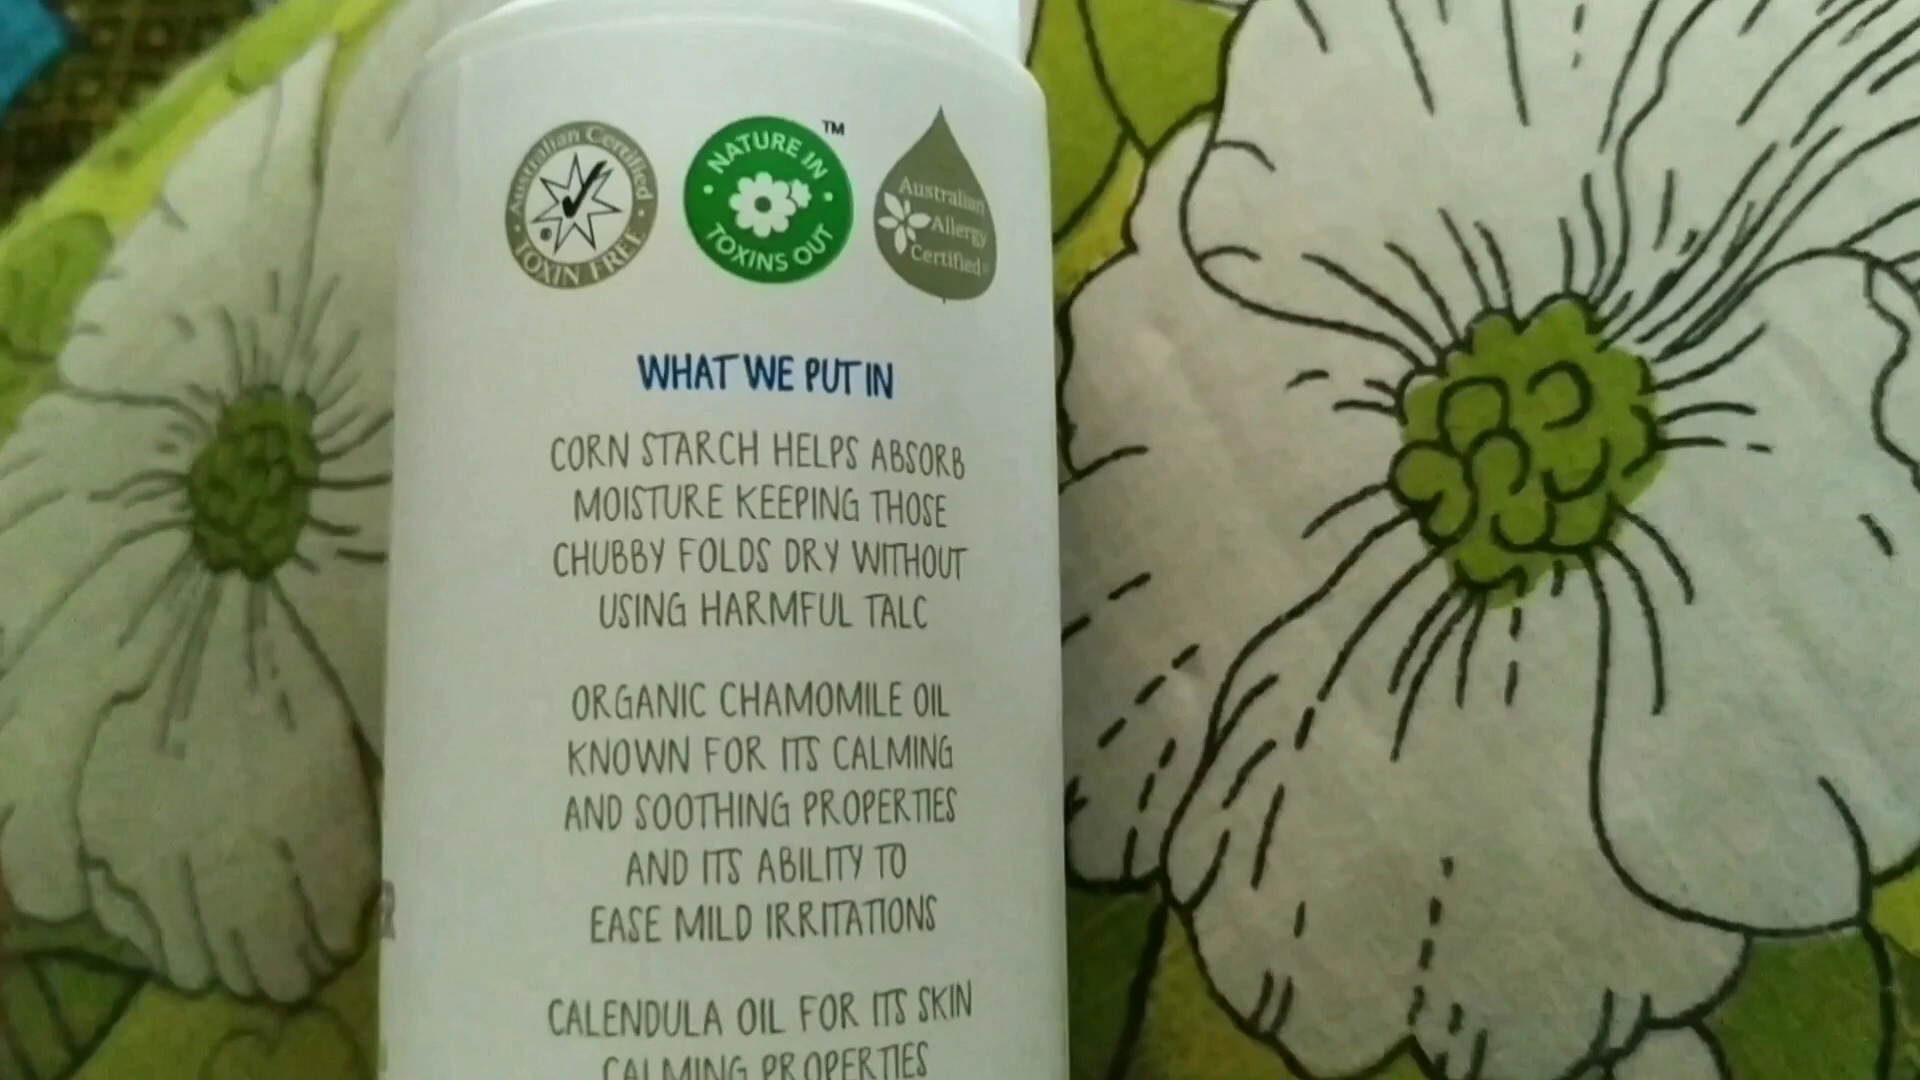 Australian Certified
TOXIN FREE
®
NATURE IN
TOXINS OUT
TM
Australian
Allergy
Certified
WHAT WE PUT IN
CORN STARCH HELPS ABSORB
MOISTURE KEEPING THOSE
CHUBBY FOLDS DRY WITHOUT
USING HARMFUL TALC
ORGANIC CHAMOMILE OIL
KNOWN FOR ITS CALMING
AND SOOTHING PROPERTIES
AND ITS ABILITY TO
EASE MILD IRRITATIONS
CALENDULA OIL FOR ITS SKIN
CALMING PROPERTIES